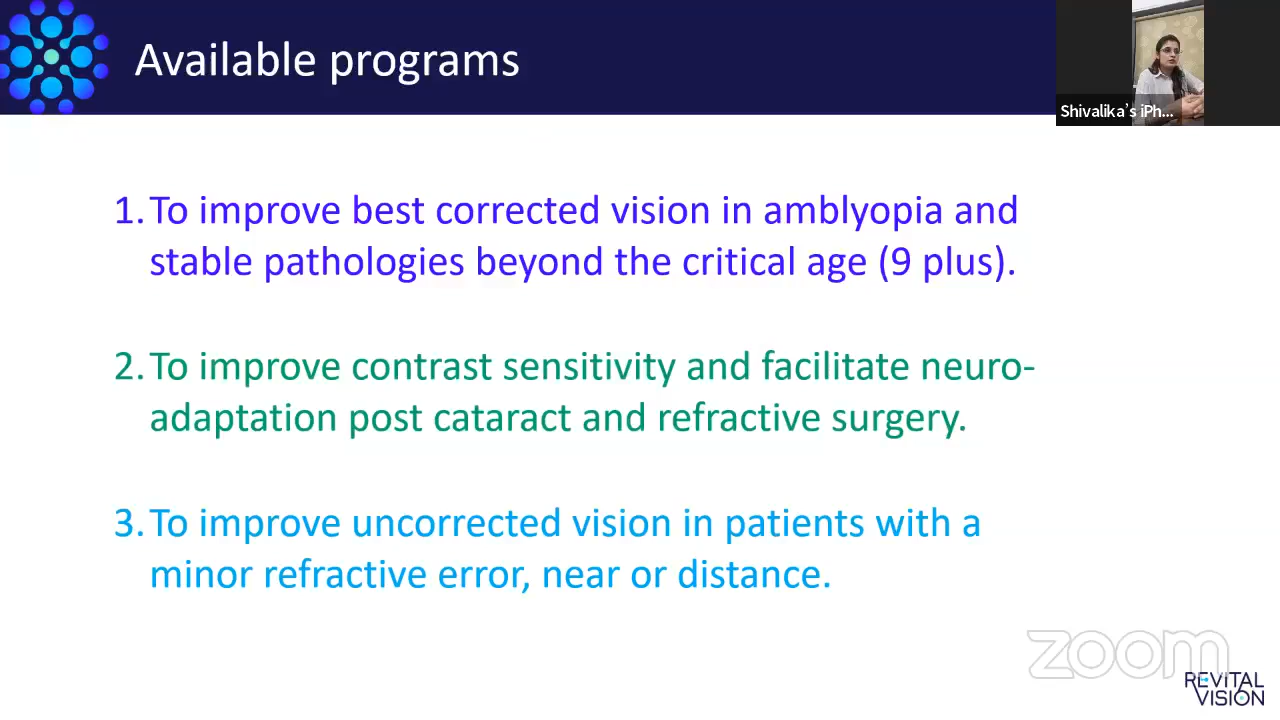 Available programs
Shivalika's iPh...
1. To improve best corrected vision in amblyopia and
stable pathologies beyond the critical age (9 plus).
2. To improve contrast sensitivity and facilitate neuro-
adaptation post cataract and refractive surgery.
3. To improve uncorrected vision in patients with a
minor refractive error, near or distance.
zoom
REVITAL
VISION